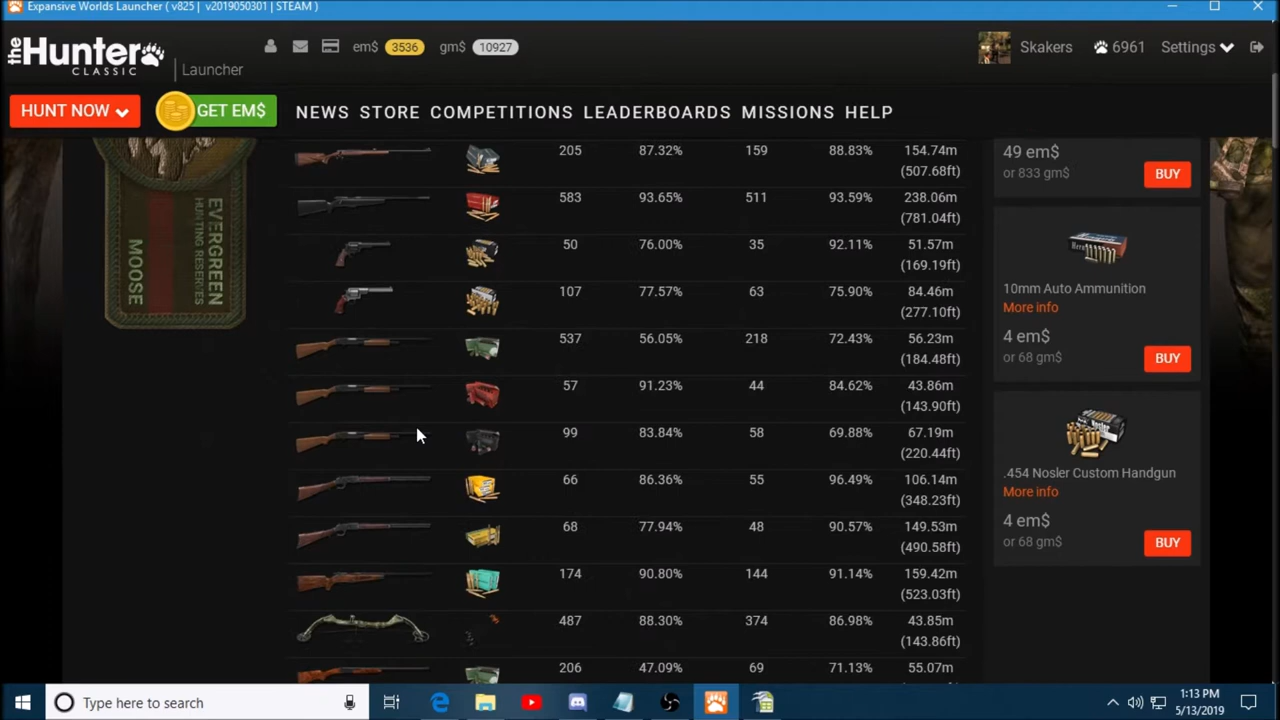 Expansive Worlds Launcher ( v825 | v2019050301 | STEAM )
theHunter CLASSIC Launcher
em$ 3536 gm$ 10927
Skakers 6961 Settings
HUNT NOW GET EM$ NEWS STORE COMPETITIONS LEADERBOARDS MISSIONS HELP
EVERGREEN
HUNTING RESERVES
MOOSE
205 87.32% 159 88.83% 154.74m
(507.68ft)
583 93.65% 511 93.59% 238.06m
(781.04ft)
50 76.00% 35 92.11% 51.57m
(169.19ft)
107 77.57% 63 75.90% 84.46m
(277.10ft)
537 56.05% 218 72.43% 56.23m
(184.48ft)
57 91.23% 44 84.62% 43.86m
(143.90ft)
99 83.84% 58 69.88% 67.19m
(220.44ft)
66 86.36% 55 96.49% 106.14m
(348.23ft)
68 77.94% 48 90.57% 149.53m
(490.58ft)
174 90.80% 144 91.14% 159.42m
(523.03ft)
487 88.30% 374 86.98% 43.85m
(143.86ft)
206 47.09% 69 71.13% 55.07m
49 em$
or 833 gm$
BUY
10mm Auto Ammunition
More info
4 em$
or 68 gm$
BUY
.454 Nosler Custom Handgun
More info
4 em$
or 68 gm$
BUY
Type here to search
1:13 PM
5/13/2019